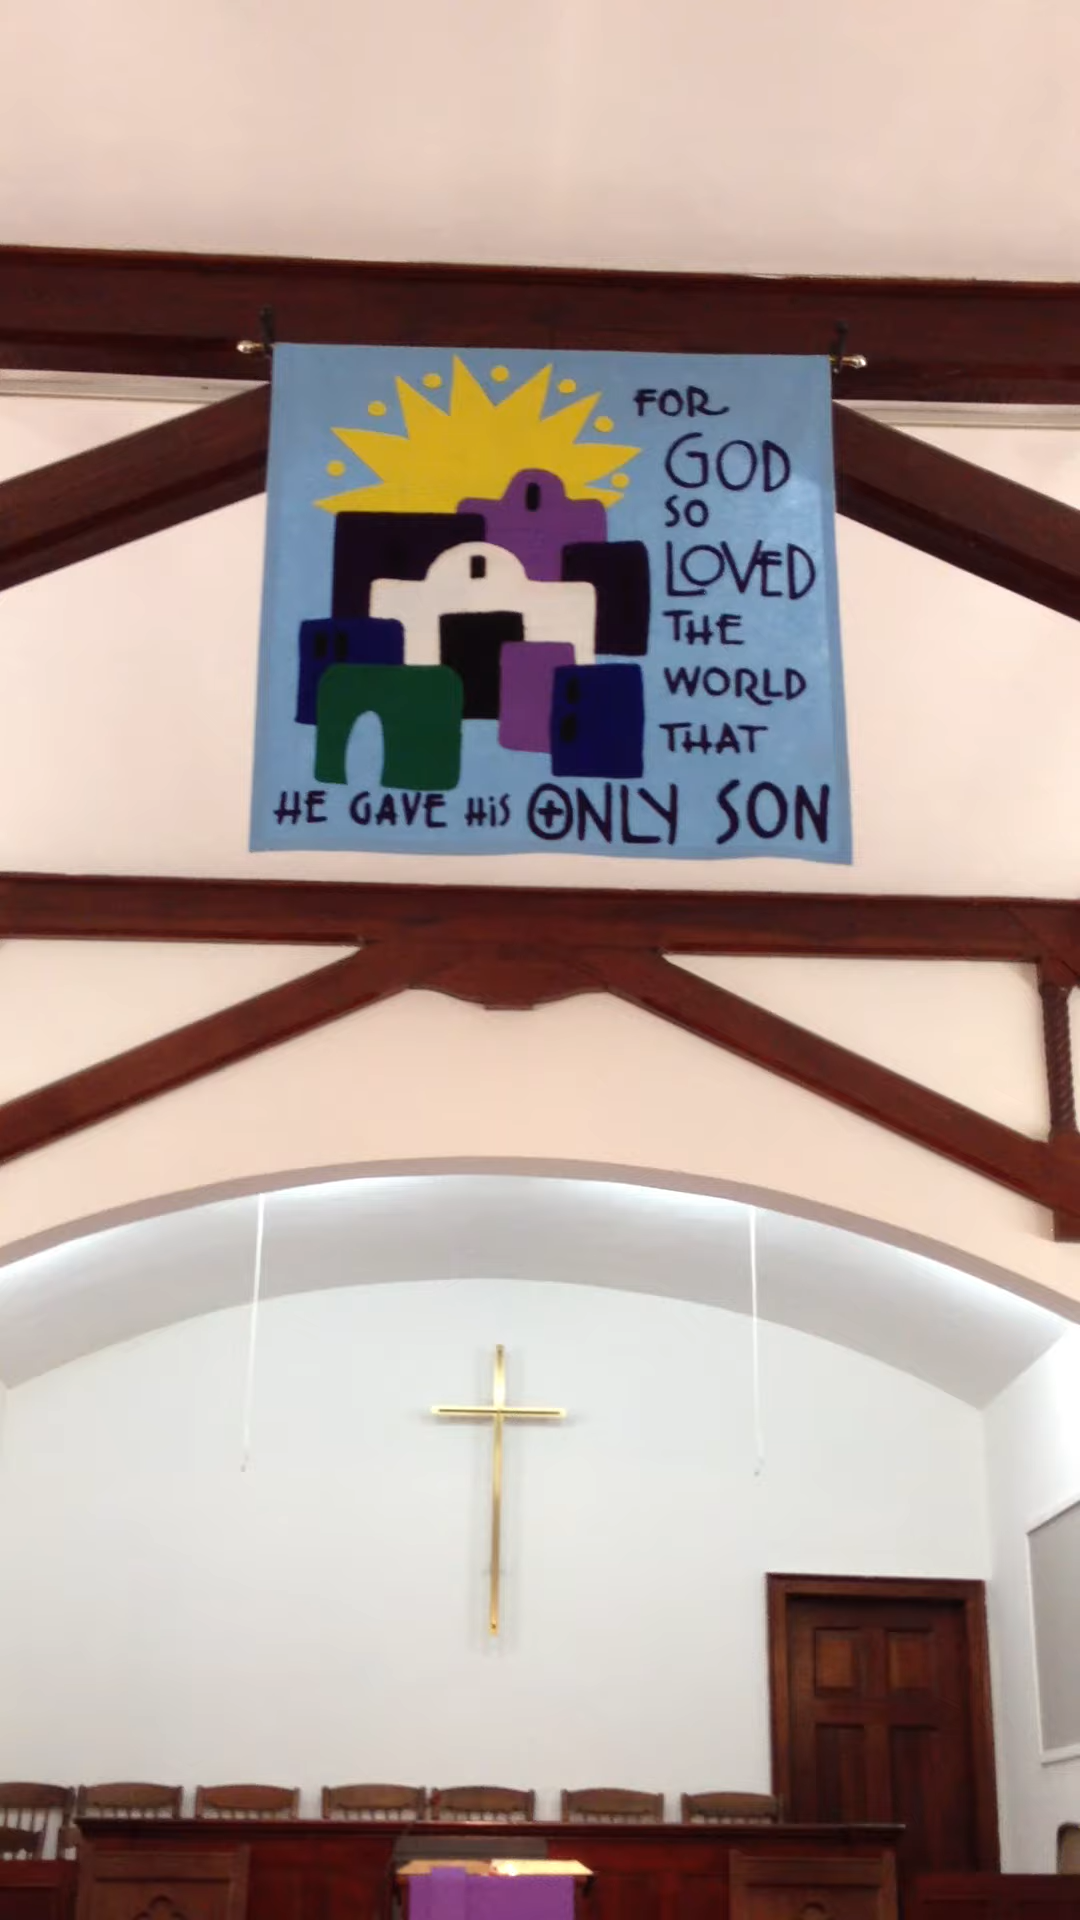 FOR
GOD
SO
LOVED
THE
WORLD
THAT
HE GAVE HiS ONLY SON